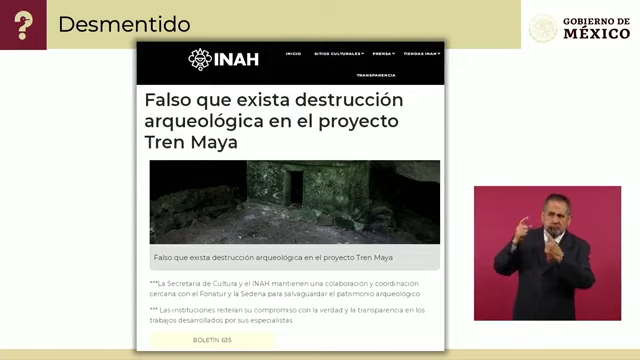 ?
Desmentido
GOBIERNO DE
MÉXICO
INAH
INICIO
SITIOS CULTURALES
PRENSA
TIENDAS INAH
TRANSPARENCIA
Falso que exista destrucción
arqueológica en el proyecto
Tren Maya
Falso que exista destrucción arqueológica en el proyecto Tren Maya
***La Secretaría de Cultura y el INAH mantienen una colaboración y coordinación
cercana con el Fonatur y la Sedena para salvaguardar el patrimonio arqueológico
*** Las instituciones reiteran su compromiso con la verdad y la transparencia en los
trabajos desarrollados por sus especialistas.
BOLETÍN 635